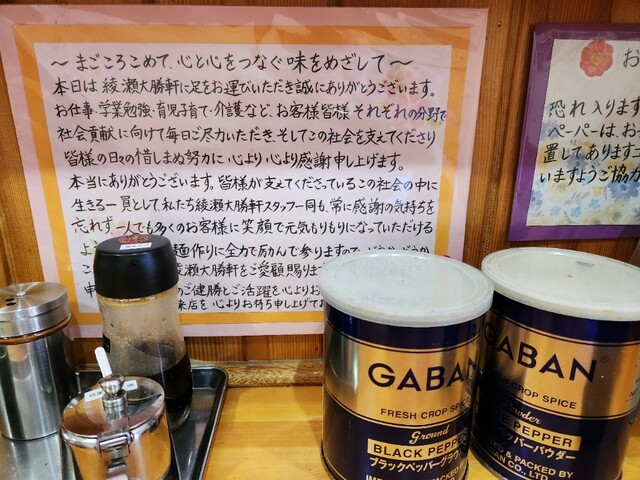 ～まごころこめて、心と心をつなぐ味をめざして～
本日は綾瀬大勝軒に足をお運びいただき誠にありがとうございます。
お仕事・学業勉強・育児子育て・介護など、お客様皆様それぞれの分野で
社会貢献に向けて毎日ご尽力いただき、そしてこの社会を支えてくださり
皆様の日々の惜しまぬ努力に心より心より感謝申し上げます。
本当にありがとうございます。皆様が支えてくださっているこの社会の中に
生きる一員として私たち綾瀬大勝軒スタッフ一同も、常に感謝の気持ちを
忘れず一人でも多くのお客様に笑顔で元気もりもりになっていただける
よう
麺作りに全力で励んで参りますので
綾瀬大勝軒をご愛顧賜りま
のご健勝とご活躍を心よりお
来店を心よりお待ち申し上げて
お
恐れ入ります
ペーパーは、お
置してあります
いますようご協力
GABAN
FRESH CROP SPICE
Ground
BLACK PEPPER
ブラックペッパーグラウ
GABAN
SH CROP SPICE
Powder
PEPPER
ペッパーパウダー
& PACKED BY
CO., LTD.